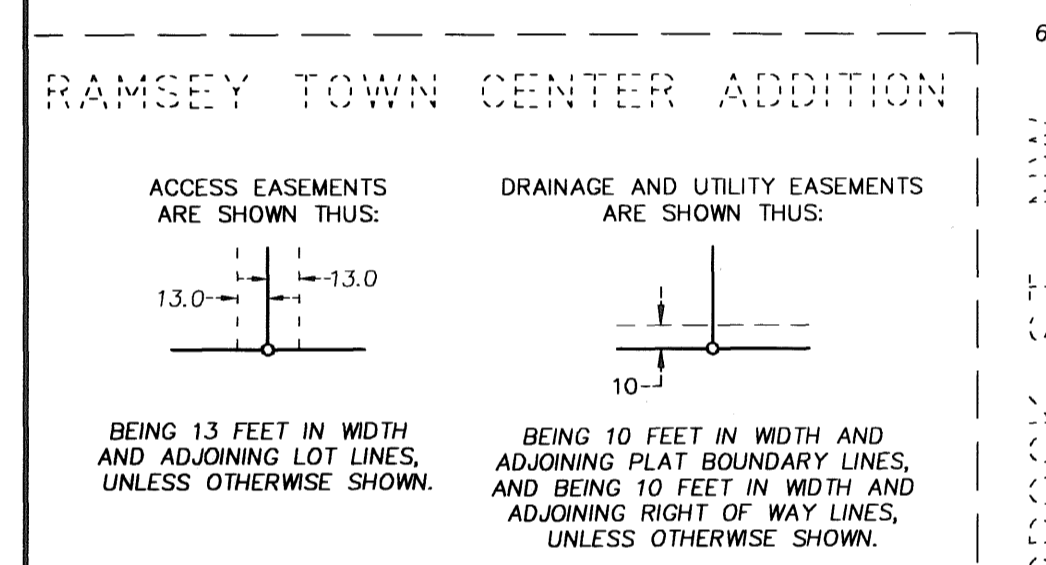 RAMSEY TOWN CENTER ADDITION
ACCESS EASEMENTS
ARE SHOWN THUS:
13.0
13.0
BEING 13 FEET IN WIDTH
AND ADJOINING LOT LINES,
UNLESS OTHERWISE SHOWN.
DRAINAGE AND UTILITY EASEMENTS
ARE SHOWN THUS:
10
BEING 10 FEET IN WIDTH AND
ADJOINING PLAT BOUNDARY LINES,
AND BEING 10 FEET IN WIDTH AND
ADJOINING RIGHT OF WAY LINES,
UNLESS OTHERWISE SHOWN.
6